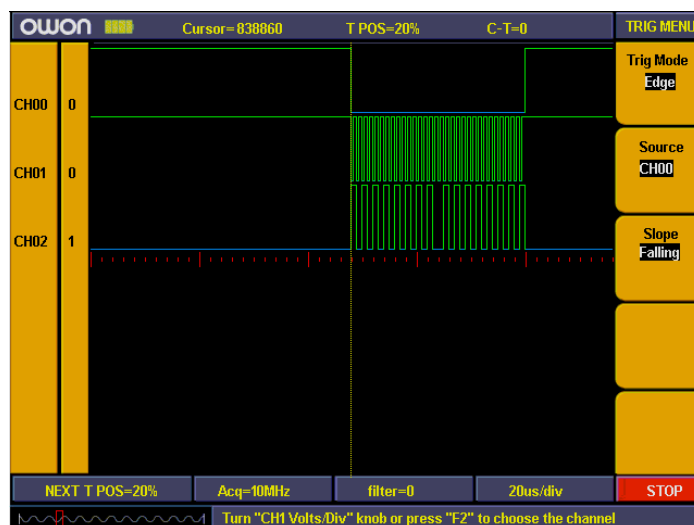 owon Cursor=838860 T POS=20% C-T=0 TRIG MENU
Trig Mode
Edge
CH00 0
Source
CH01 0 CH00
Slope
CH02 1 Falling
NEXT T POS=20% Acq=10MHz filter=0 20us/div STOP
Turn "CH1 Volts/Div" knob or press "F2" to choose the channel